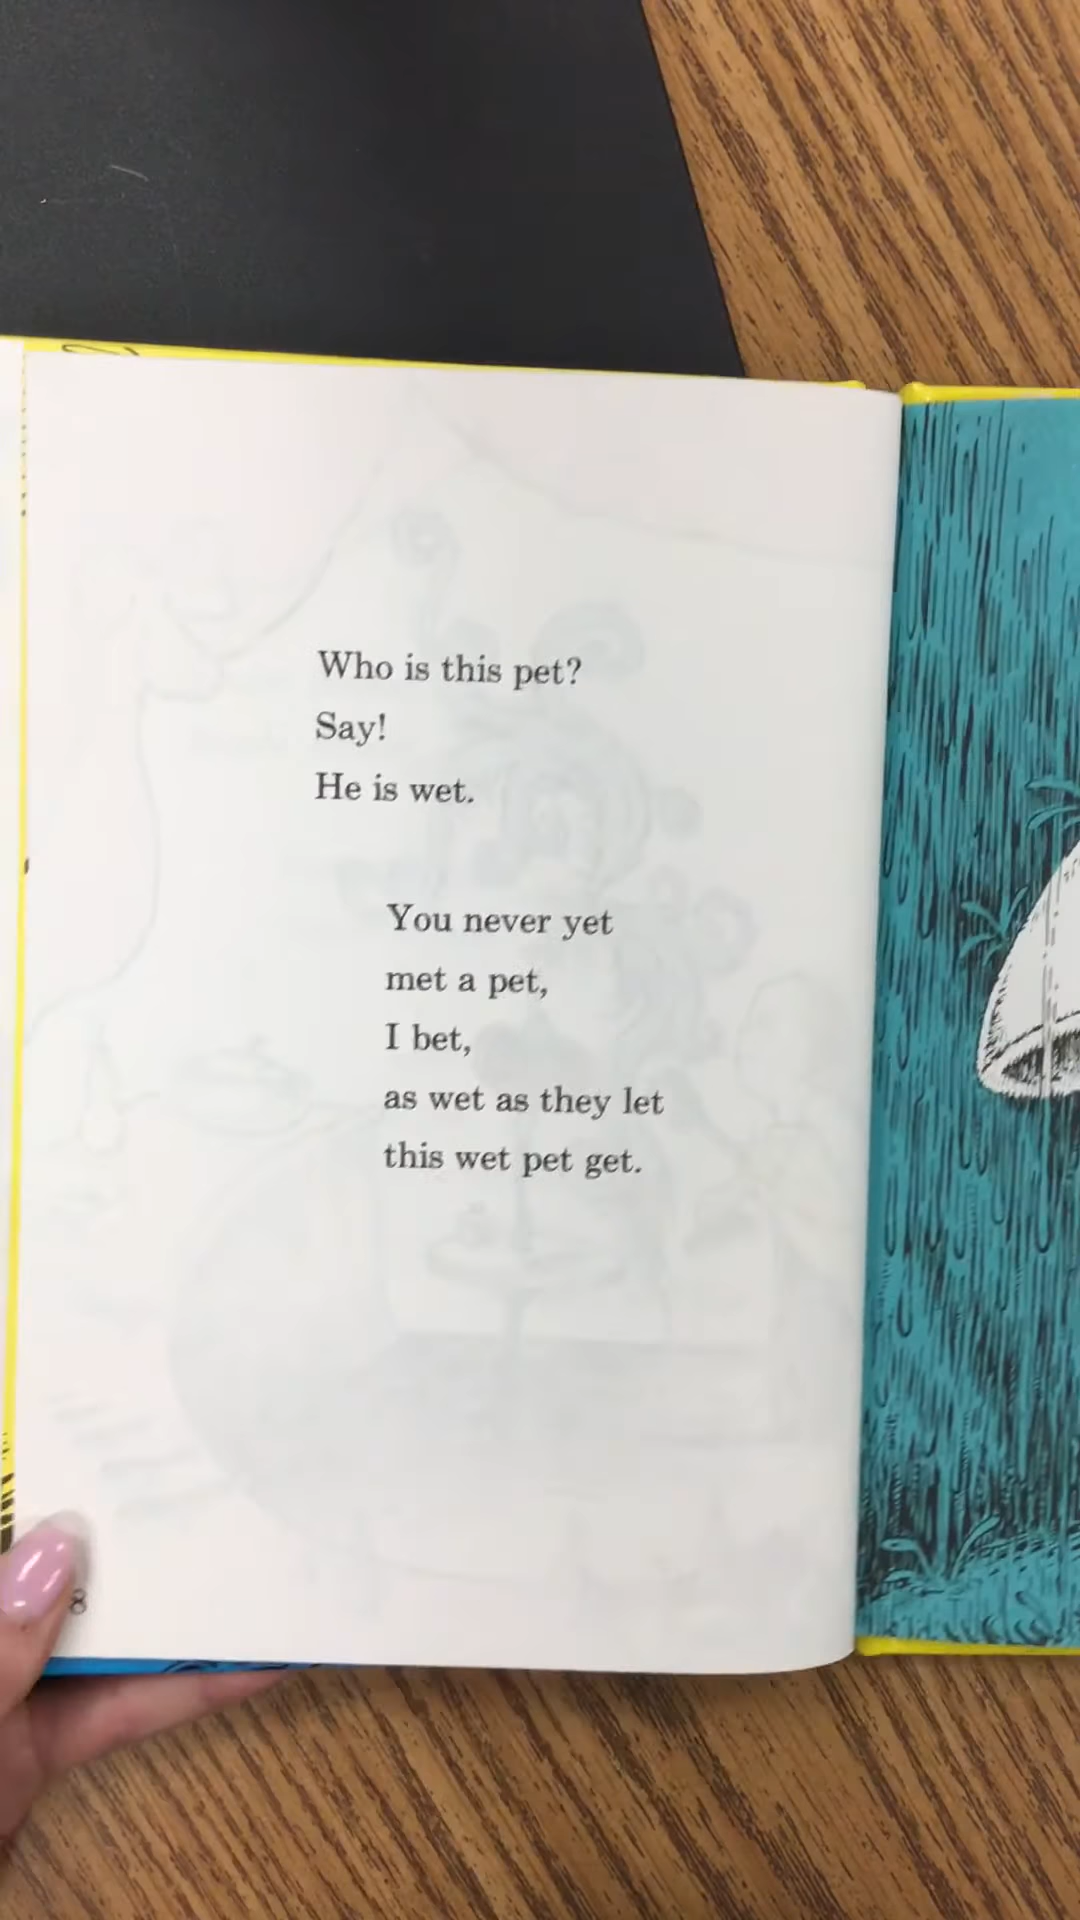 Who is this pet?
Say!
He is wet.
You never yet
met a pet,
I bet,
as wet as they let
this wet pet get.
8